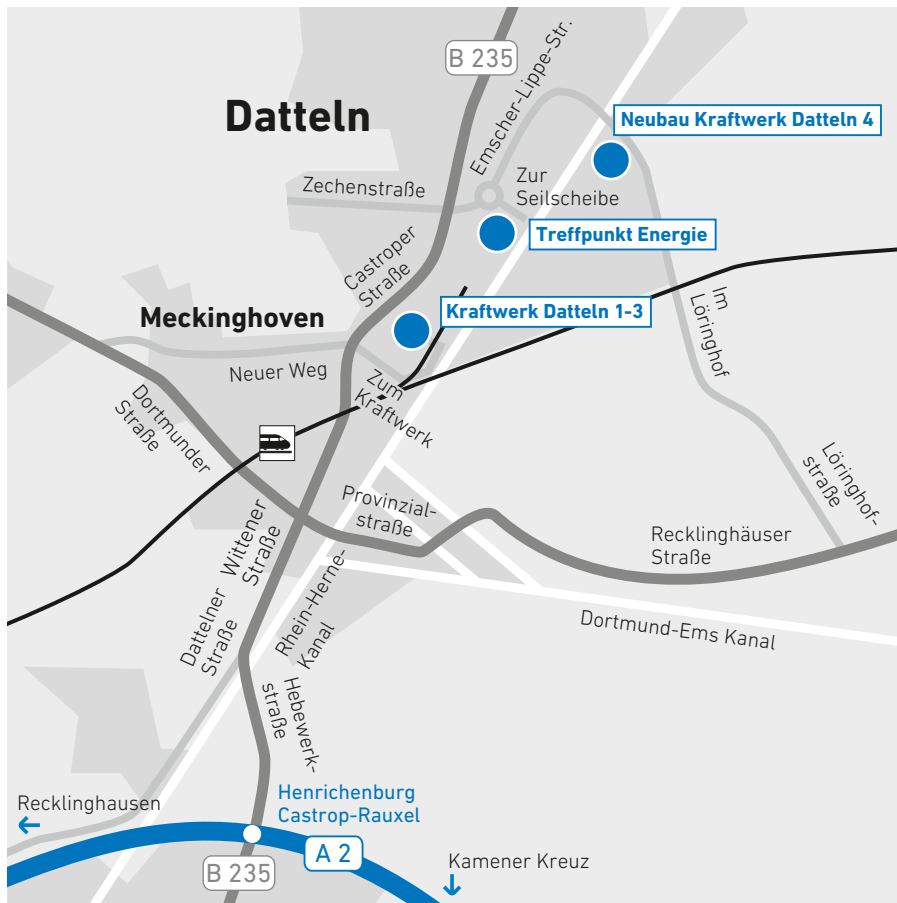 B 235
Emscher-Lippe-Str.
Datteln
Neubau Kraftwerk Datteln 4
Zechenstraße
Zur
Seilscheibe
Treffpunkt Energie
Castroper
Straße
Im
Löringhof
Kraftwerk Datteln 1-3
Meckinghoven
Neuer Weg
Zum
Kraftwerk
Dortmunder
Straße
Löringhof-
straße
Provinzial-
straße
Recklinghäuser
Straße
Wittener
Straße
Dattelner
Straße
Rhein-Herne-
Kanal
Dortmund-Ems Kanal
Hebewerk-
straße
Recklinghausen
Henrichenburg
Castrop-Rauxel
A 2
B 235
Kamener Kreuz